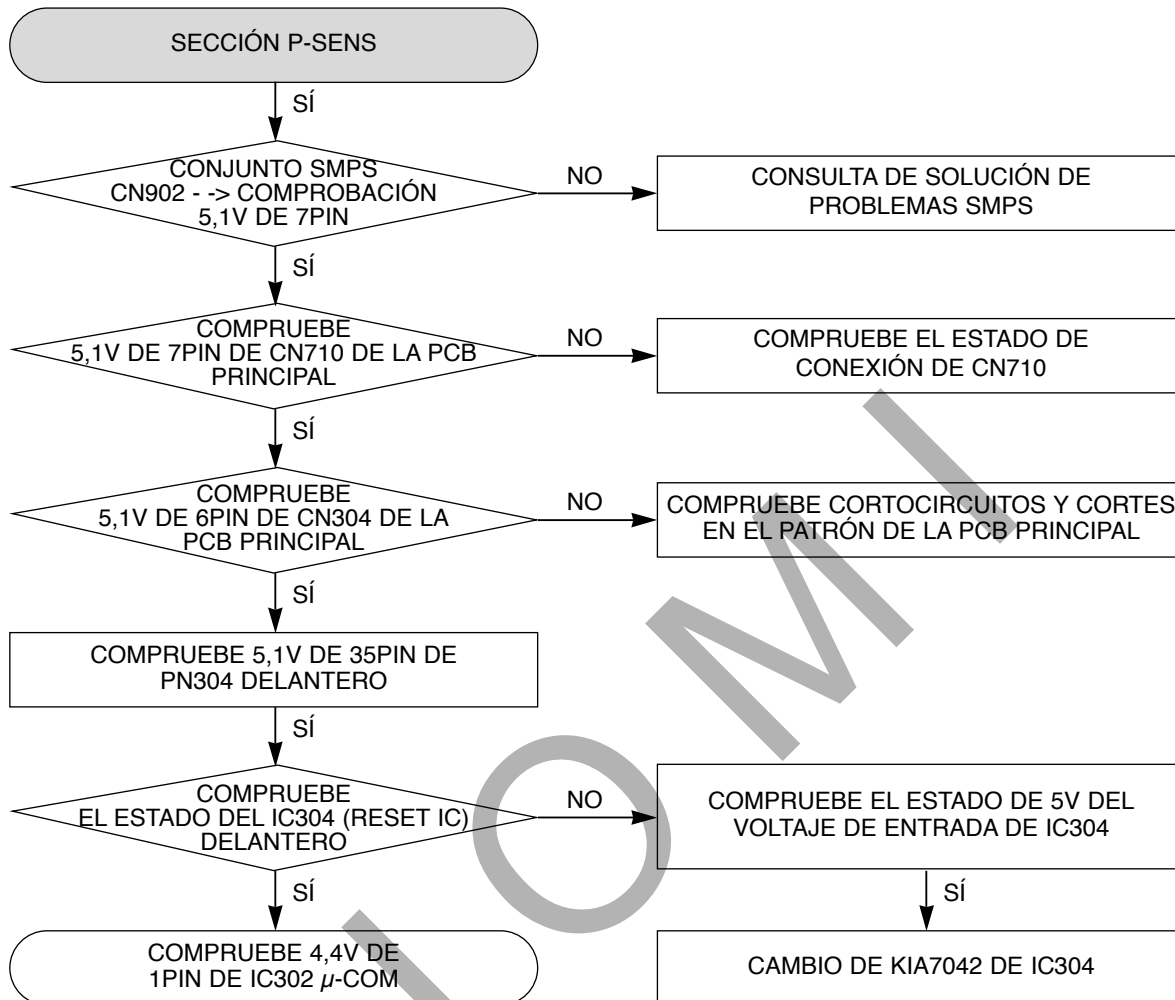 SECCIÓN P-SENS
SÍ
CONJUNTO SMPS
CN902 - -> COMPROBACIÓN
5,1V DE 7PIN
NO
CONSULTA DE SOLUCIÓN DE
PROBLEMAS SMPS
SÍ
COMPRUEBE
5,1V DE 7PIN DE CN710 DE LA PCB
PRINCIPAL
NO
COMPRUEBE EL ESTADO DE
CONEXIÓN DE CN710
SÍ
COMPRUEBE
5,1V DE 6PIN DE CN304 DE LA
PCB PRINCIPAL
NO
COMPRUEBE CORTOCIRCUITOS Y CORTES
EN EL PATRÓN DE LA PCB PRINCIPAL
SÍ
COMPRUEBE 5,1V DE 35PIN DE
PN304 DELANTERO
SÍ
COMPRUEBE
EL ESTADO DEL IC304 (RESET IC)
DELANTERO
NO
COMPRUEBE EL ESTADO DE 5V DEL
VOLTAJE DE ENTRADA DE IC304
SÍ
SÍ
COMPRUEBE 4,4V DE
1PIN DE IC302 µ-COM
CAMBIO DE KIA7042 DE IC304